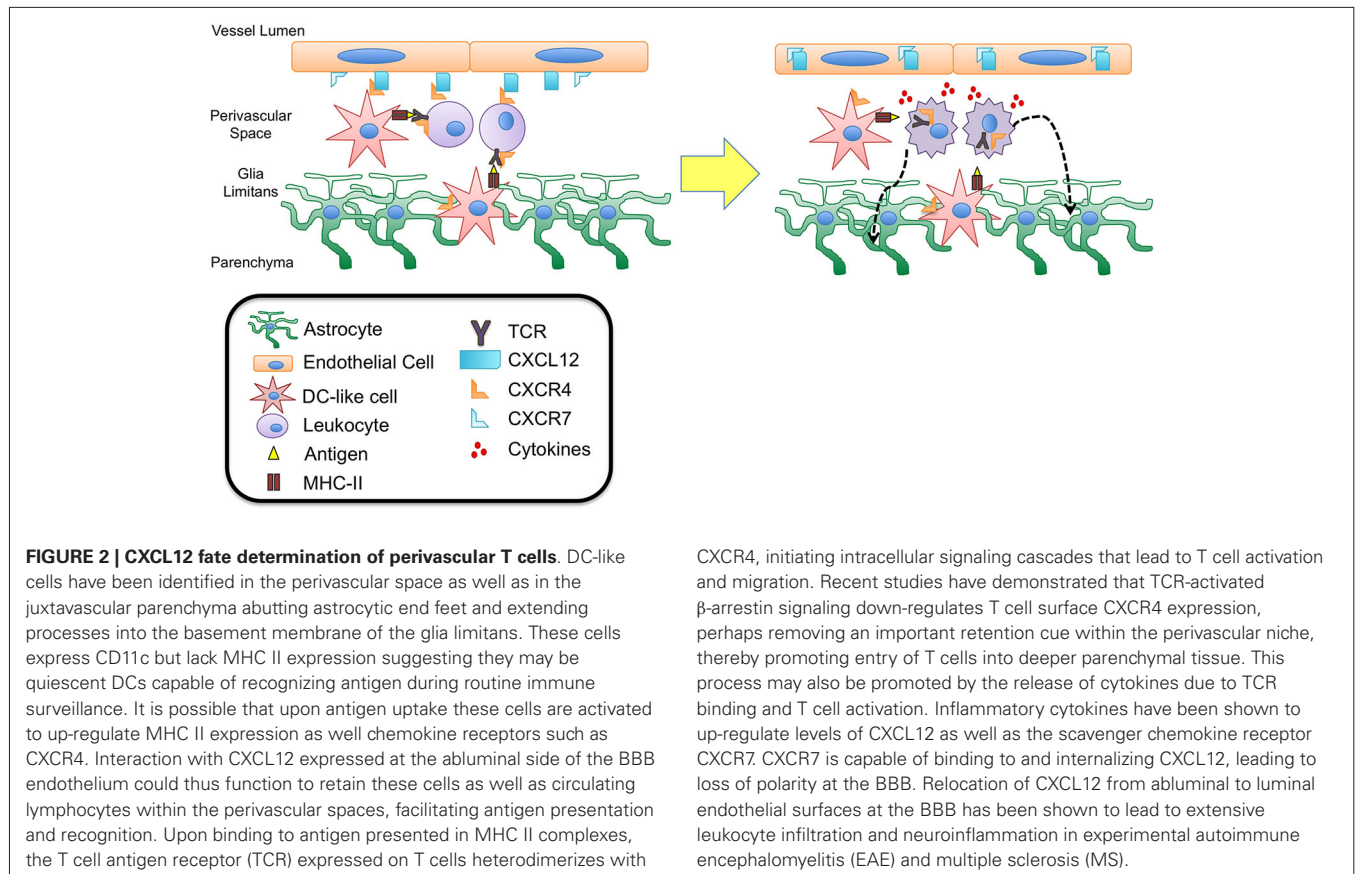 Vessel Lumen
Perivascular
Space
Glia
Limitans
Parenchyma
Astrocyte
Endothelial Cell
DC-like cell
Leukocyte
Antigen
MHC-II
TCR
CXCL12
CXCR4
CXCR7
Cytokines
FIGURE 2 | CXCL12 fate determination of perivascular T cells. DC-like
cells have been identified in the perivascular space as well as in the
juxtavascular parenchyma abutting astrocytic end feet and extending
processes into the basement membrane of the glia limitans. These cells
express CD11c but lack MHC II expression suggesting they may be
quiescent DCs capable of recognizing antigen during routine immune
surveillance. It is possible that upon antigen uptake these cells are activated
to up-regulate MHC II expression as well chemokine receptors such as
CXCR4. Interaction with CXCL12 expressed at the abluminal side of the BBB
endothelium could thus function to retain these cells as well as circulating
lymphocytes within the perivascular spaces, facilitating antigen presentation
and recognition. Upon binding to antigen presented in MHC II complexes,
the T cell antigen receptor (TCR) expressed on T cells heterodimerizes with
CXCR4, initiating intracellular signaling cascades that lead to T cell activation
and migration. Recent studies have demonstrated that TCR-activated
β-arrestin signaling down-regulates T cell surface CXCR4 expression,
perhaps removing an important retention cue within the perivascular niche,
thereby promoting entry of T cells into deeper parenchymal tissue. This
process may also be promoted by the release of cytokines due to TCR
binding and T cell activation. Inflammatory cytokines have been shown to
up-regulate levels of CXCL12 as well as the scavenger chemokine receptor
CXCR7. CXCR7 is capable of binding to and internalizing CXCL12, leading to
loss of polarity at the BBB. Relocation of CXCL12 from abluminal to luminal
endothelial surfaces at the BBB has been shown to lead to extensive
leukocyte infiltration and neuroinflammation in experimental autoimmune
encephalomyelitis (EAE) and multiple sclerosis (MS).